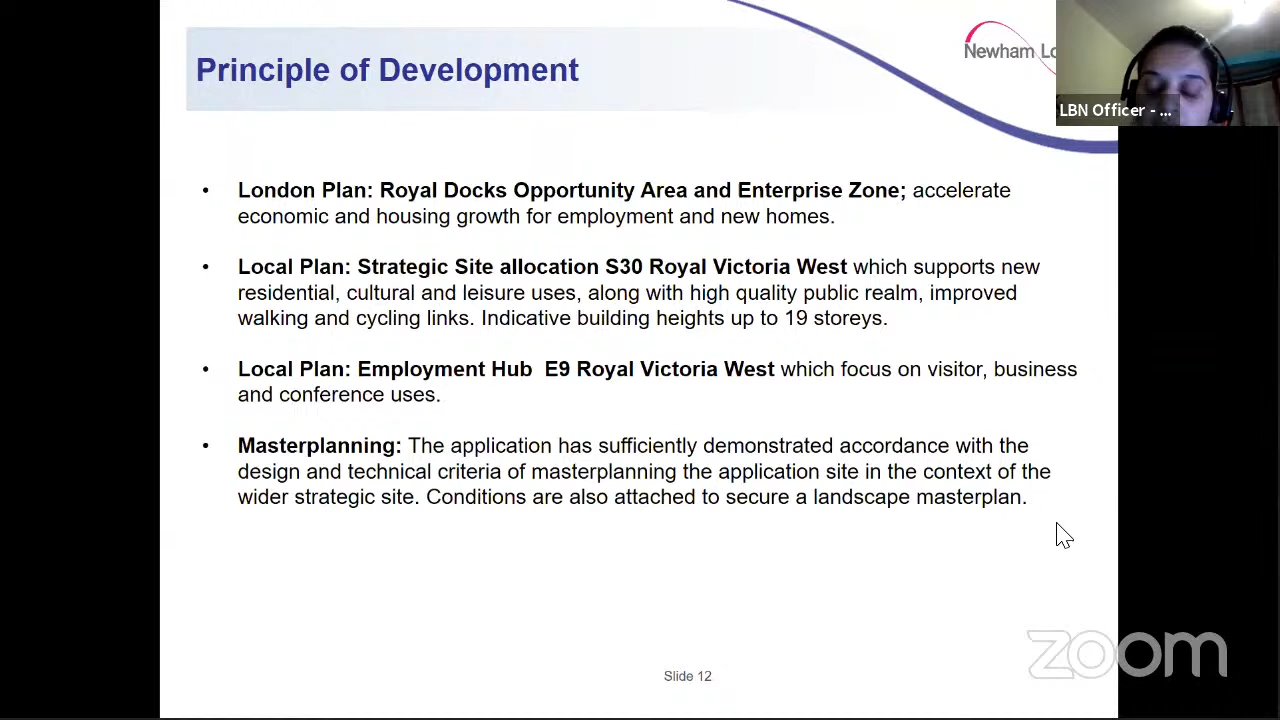 Principle of Development
Newham Lo
LBN Officer - ...
• London Plan: Royal Docks Opportunity Area and Enterprise Zone; accelerate
economic and housing growth for employment and new homes.
• Local Plan: Strategic Site allocation S30 Royal Victoria West which supports new
residential, cultural and leisure uses, along with high quality public realm, improved
walking and cycling links. Indicative building heights up to 19 storeys.
• Local Plan: Employment Hub  E9 Royal Victoria West which focus on visitor, business
and conference uses.
• Masterplanning: The application has sufficiently demonstrated accordance with the
design and technical criteria of masterplanning the application site in the context of the
wider strategic site. Conditions are also attached to secure a landscape masterplan.
zoom
Slide 12